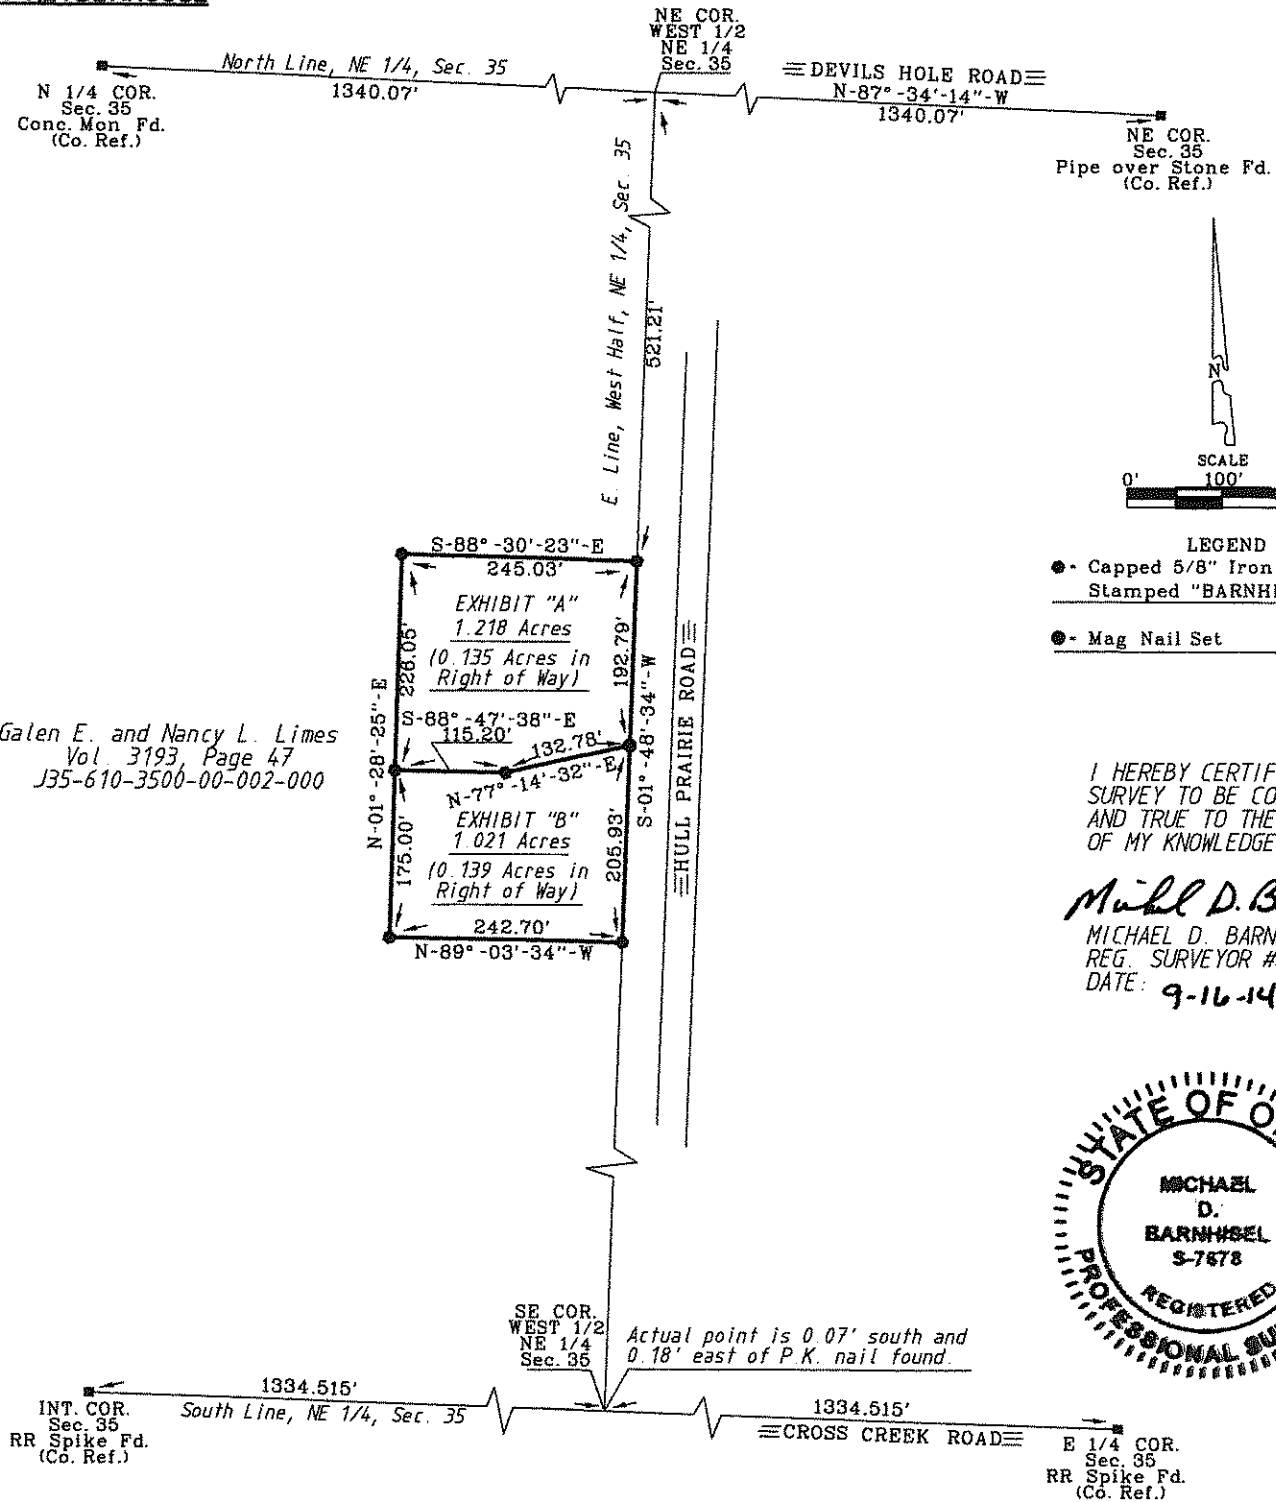 NE COR.
WEST 1/2
NE 1/4
Sec. 35
North Line, NE 1/4, Sec. 35
1340.07'
DEVILS HOLE ROAD
N-87°-34'-14"-W
1340.07'
N 1/4 COR.
Sec. 35
Conc. Mon Fd.
(Co. Ref.)
NE COR.
Sec. 35
Pipe over Stone Fd.
(Co. Ref.)
E. Line, West Half, NE 1/4, Sec. 35
521.21'
N
SCALE
0' 100'
LEGEND
- Capped 5/8" Iron
Stamped "BARNHI
- Mag Nail Set
S-88°-30'-23"-E
245.03'
EXHIBIT "A"
1.218 Acres
(0.135 Acres in
Right of Way)
226.05'
192.79'
N-01°-28'-25"-E
S-01°-48'-34"-W
HULL PRAIRIE ROAD
S-88°-47'-38"-E
115.20'
132.78'
N-77°-14'-32"-E
Galen E. and Nancy L. Limes
Vol. 3193, Page 47
J35-610-3500-00-002-000
EXHIBIT "B"
1.021 Acres
(0.139 Acres in
Right of Way)
175.00'
205.93'
242.70'
N-89°-03'-34"-W
I HEREBY CERTIF
SURVEY TO BE CO
AND TRUE TO THE
OF MY KNOWLEDGE
Michael D. B
MICHAEL D. BARN
REG. SURVEYOR #
DATE: 9-16-14
STATE OF O
MICHAEL
D.
BARNHISEL
S-7678
REGISTERED
PROFESSIONAL SU
SE COR.
WEST 1/2
NE 1/4
Sec. 35
Actual point is 0.07' south and
0.18' east of P.K. nail found.
1334.515'
South Line, NE 1/4, Sec. 35
1334.515'
CROSS CREEK ROAD
INT. COR.
Sec. 35
RR Spike Fd.
(Co. Ref.)
E 1/4 COR.
Sec. 35
RR Spike Fd.
(Co. Ref.)